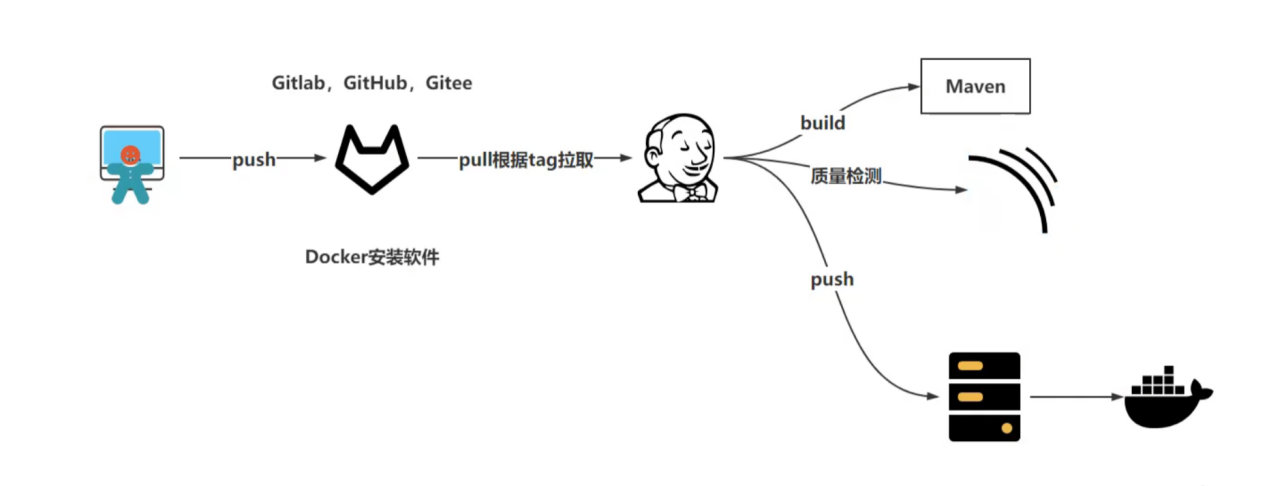 Gitlab，GitHub，Gitee
push
pull根据tag拉取
Docker安装软件
build
Maven
质量检测
push